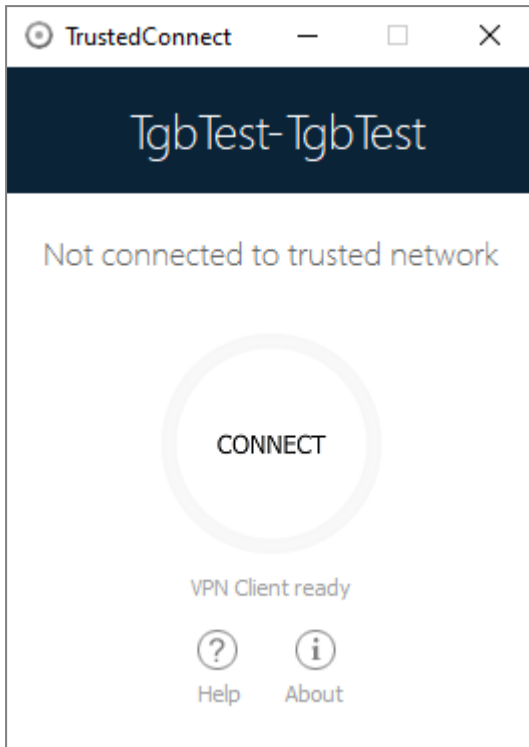 TrustedConnect
TgbTest-TgbTest
Not connected to trusted network
CONNECT
VPN Client ready
Help About